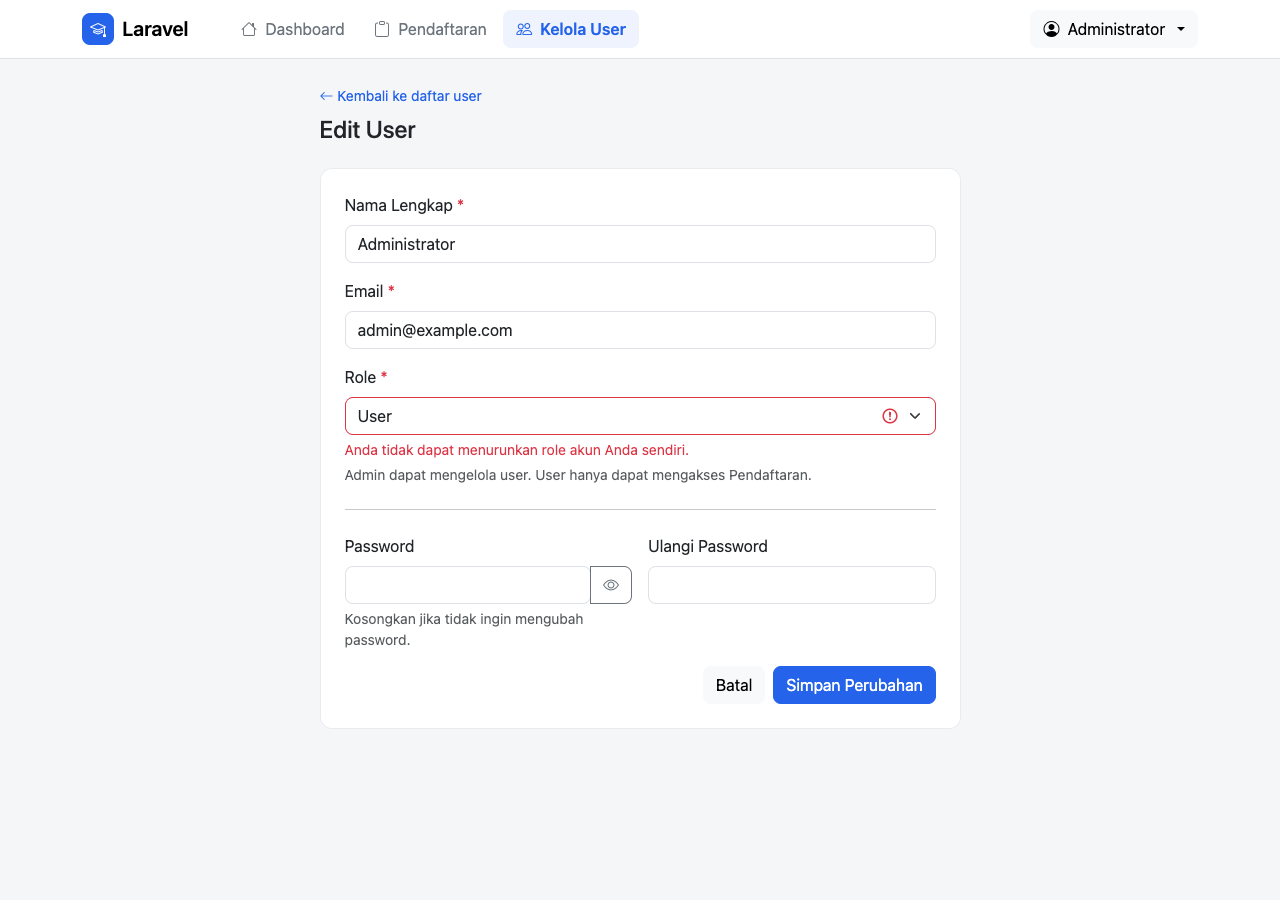 Laravel
Dashboard
Pendaftaran
Kelola User
Administrator
← Kembali ke daftar user
Edit User
Nama Lengkap *
Administrator
Email *
admin@example.com
Role *
User
Anda tidak dapat menurunkan role akun Anda sendiri.
Admin dapat mengelola user. User hanya dapat mengakses Pendaftaran.
Password
Ulangi Password
Kosongkan jika tidak ingin mengubah
password.
Batal
Simpan Perubahan